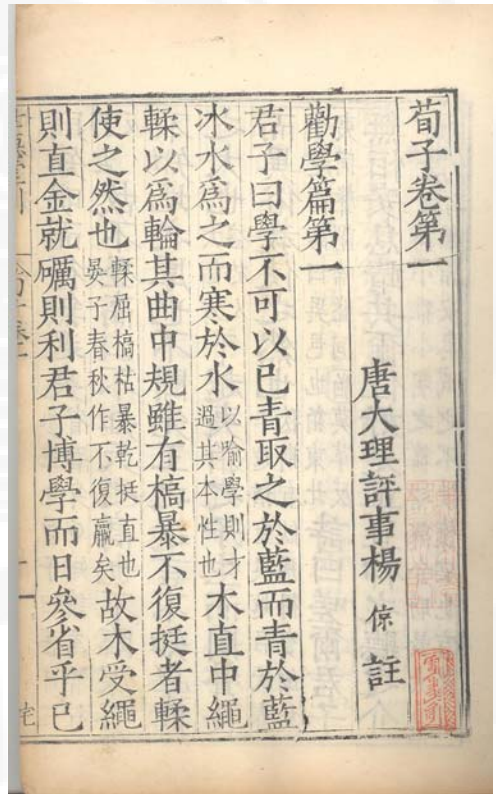 荀子卷第一
唐大理評事楊倞註
勸學篇第一
君子曰學不可以已青取之於藍而青於藍
冰水爲之而寒於水以喻學則才過其本性也木直中繩
輮以爲輪其曲中規雖有槁暴不復挺者輮
使之然也輮屈槁枯暴乾挺直也晏子春秋作不復羸矣故木受繩
則直金就礪則利君子博學而日參省乎己